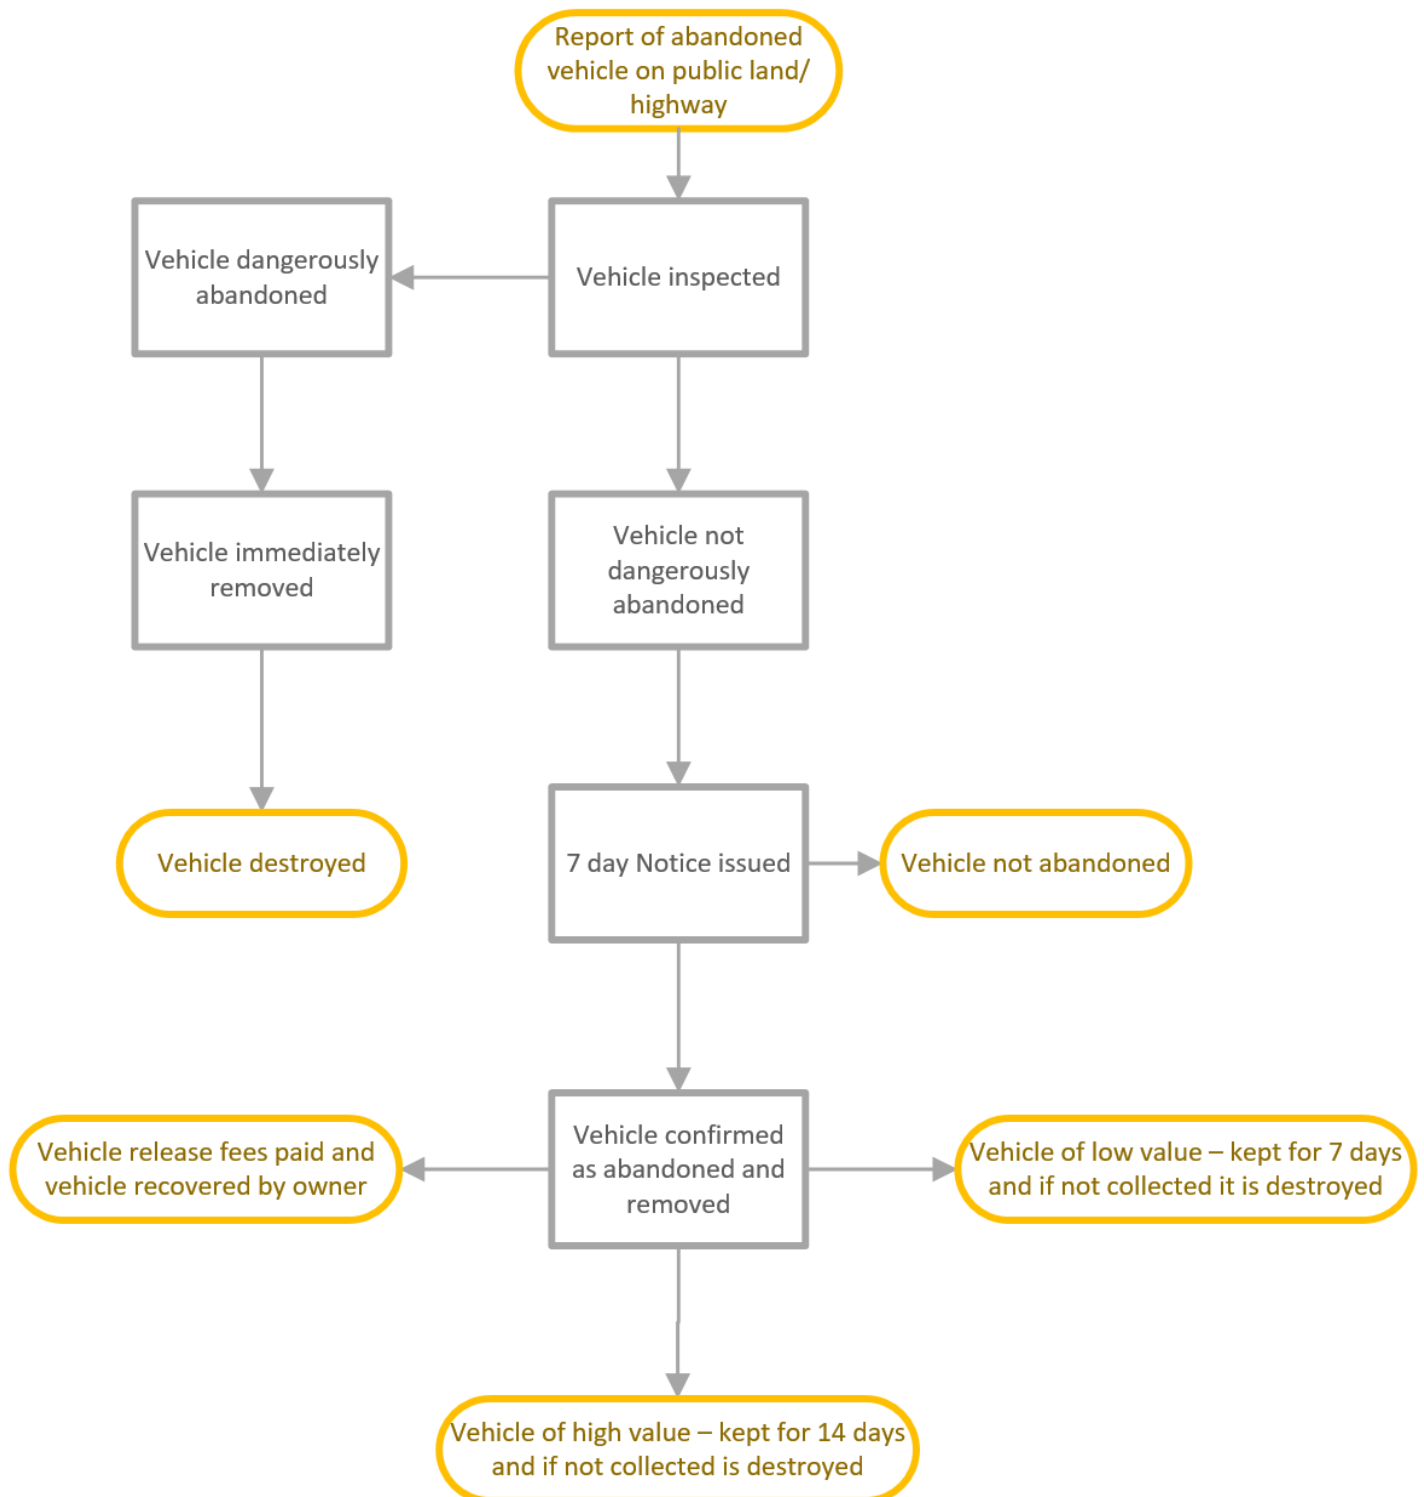 Report of abandoned
vehicle on public land/
highway
Vehicle dangerously
abandoned
Vehicle inspected
Vehicle immediately
removed
Vehicle not
dangerously
abandoned
Vehicle destroyed
7 day Notice issued
Vehicle not abandoned
Vehicle release fees paid and
vehicle recovered by owner
Vehicle confirmed
as abandoned and
removed
Vehicle of low value – kept for 7 days
and if not collected it is destroyed
Vehicle of high value – kept for 14 days
and if not collected is destroyed